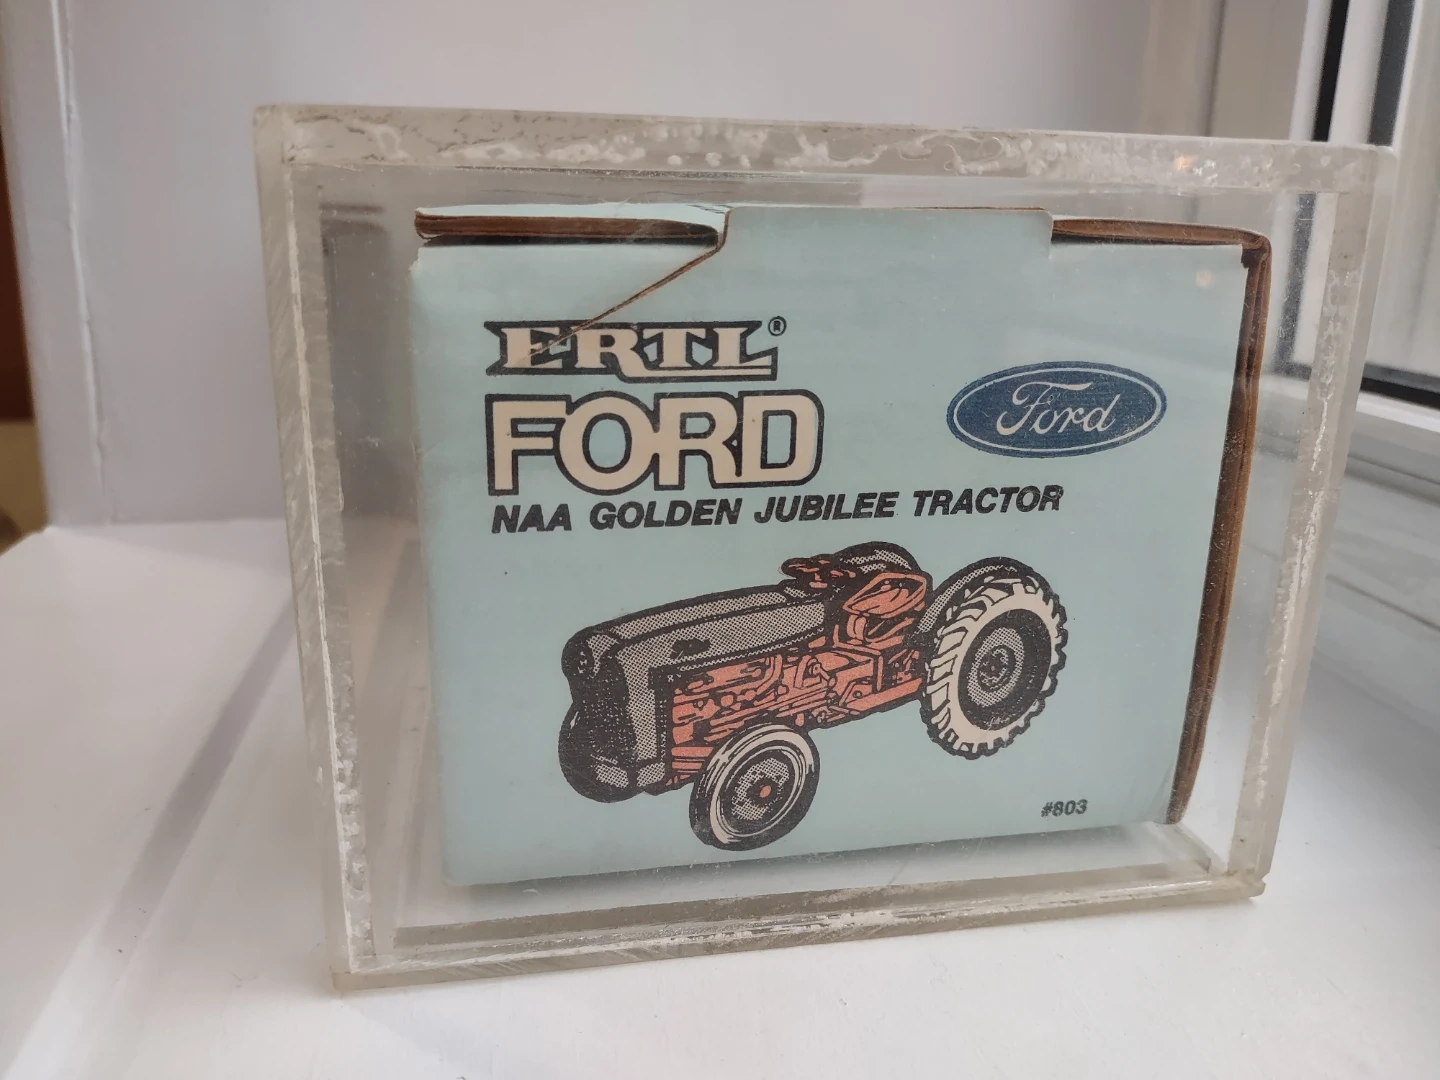 ERTL®
FORD
Ford
NAA GOLDEN JUBILEE TRACTOR
#803